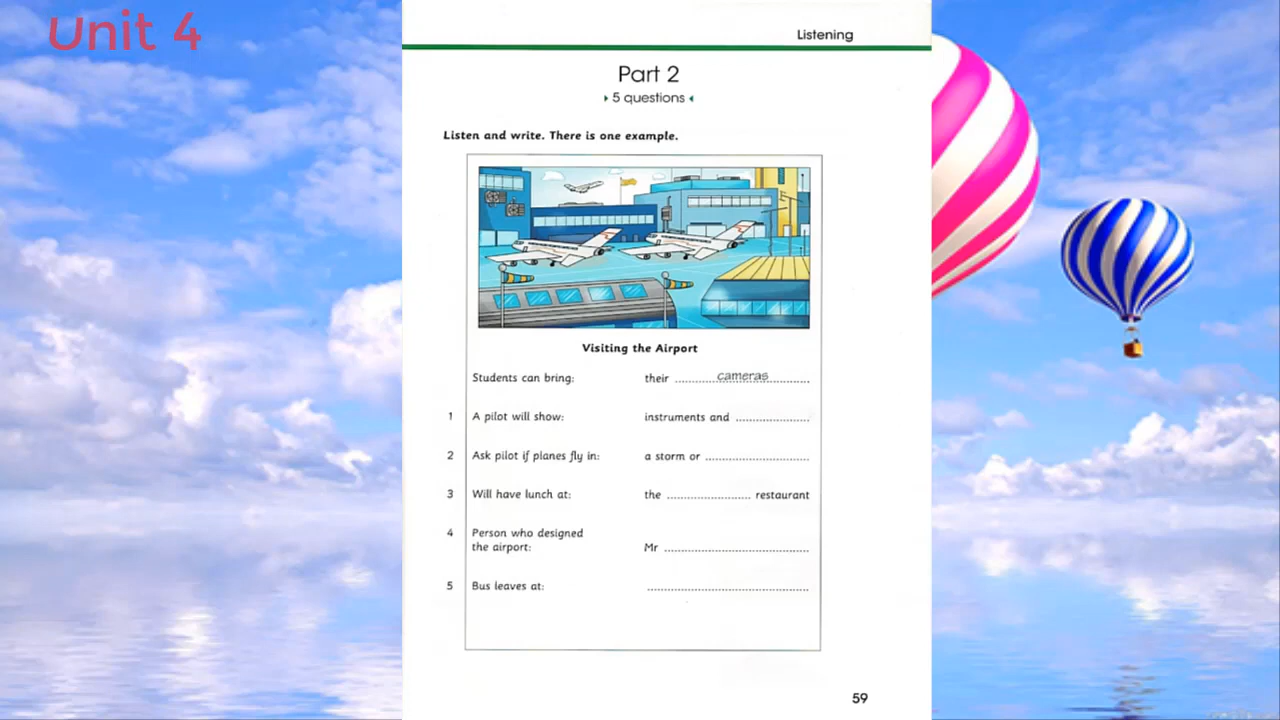 Unit 4
Listening
Part 2
5 questions
Listen and write. There is one example.
Visiting the Airport
Students can bring: their ........ cameras ........
1 A pilot will show: instruments and ........
2 Ask pilot if planes fly in: a storm or ........
3 Will have lunch at: the ........ restaurant
4 Person who designed
the airport: Mr ........
5 Bus leaves at: ........
59